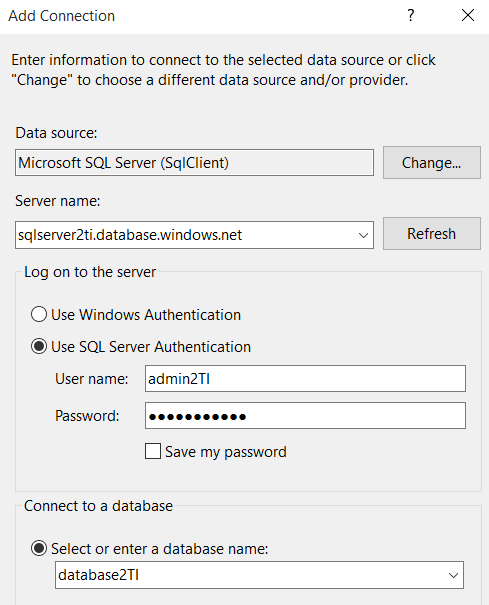 Add Connection ?
Enter information to connect to the selected data source or click
"Change" to choose a different data source and/or provider.
Data source:
Microsoft SQL Server (SqlClient) Change...
Server name:
sqlserver2ti.database.windows.net Refresh
Log on to the server
Use Windows Authentication
Use SQL Server Authentication
User name: admin2TI
Password: ●●●●●●●●●●●
Save my password
Connect to a database
Select or enter a database name:
database2TI